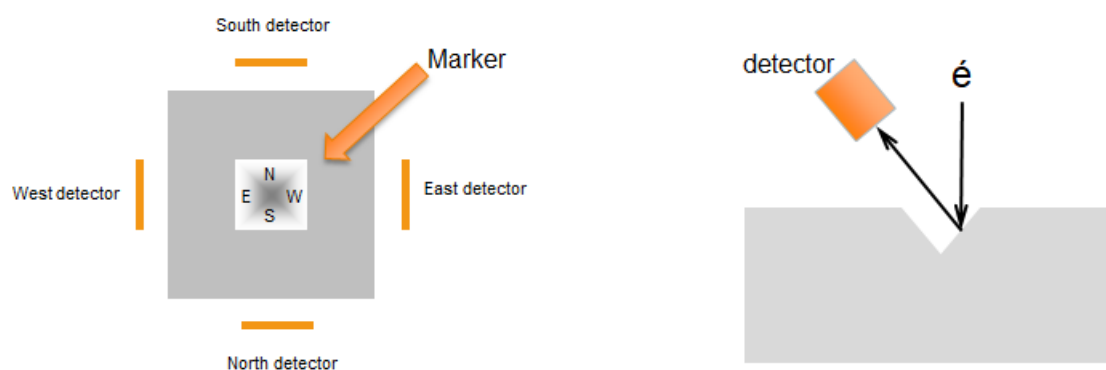 South detector
Marker
West detector
N
E W
S
East detector
North detector
detector
é